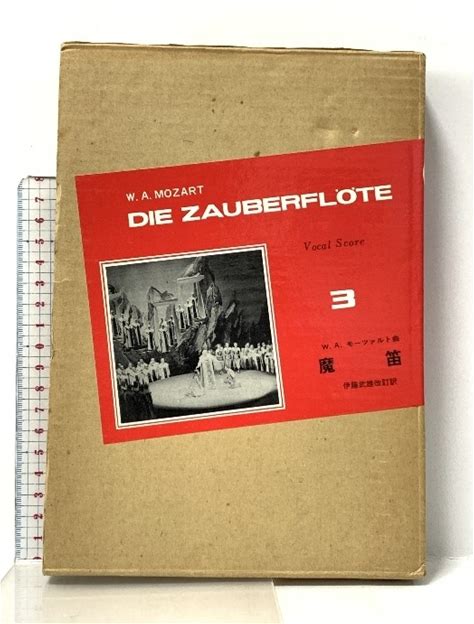 W. A. MOZART
DIE ZAUBERFLÖTE
Vocal Score
3
W. A. モーツァルト曲
魔 笛
伊藤武雄改訂訳